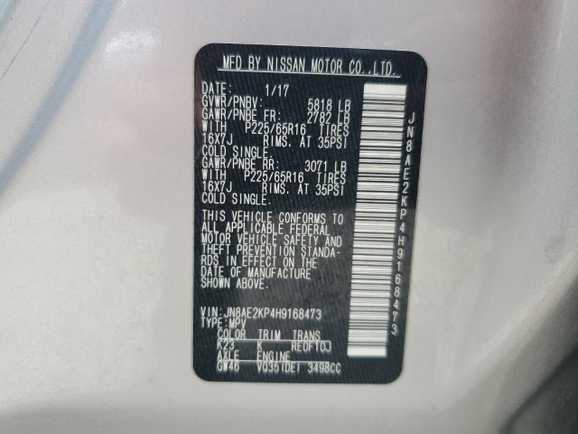 MFD BY NISSAN MOTOR CO.,LTD.
1/17
GVWR/PNBV: 5818 LB
GAWR/PNBE FR: 2782 LB
WITH P225/65R16 TIRES
16X7J RIMS. AT 35PSI
COLD SINGLE.
GAWR/PNBE RR: 3071 LB
WITH P225/65R16 TIRES
16X7J RIMS. AT 35PSI
COLD SINGLE.
THIS VEHICLE CONFORMS TO
ALL APPLICABLE FEDERAL
MOTOR VEHICLE SAFETY AND
THEFT PREVENTION STANDA-
RDS IN EFFECT ON THE
DATE OF MANUFACTURE
SHOWN ABOVE.
VIN: JN8AE2KP4H9168473
TYPE: MPV
COLOR TRIM TRANS
K23 K RE0F10J
AXLE ENGINE
GW46 VQ35(DE) 3498CC
JN8AE2KP4H9168473